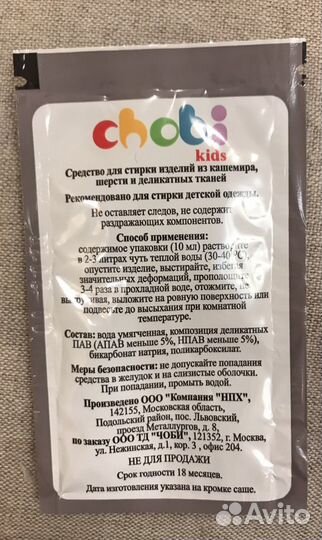 chobi
kids
Средство для стирки изделий из кашемира,
шерсти и деликатных тканей
Рекомендовано для стирки детской одежды.
Не оставляет следов, не содержит
раздражающих компонентов.
Способ применения:
содержимое упаковки (10 мл) растворите
в 2-3 литрах чуть теплой воды (30-40 °C),
опустите изделие, выстирайте, избегая
значительных деформаций, прополощите
3-4 раза в прохладной воде, отожмите, не
выкручивая, выложите на ровную поверхность или
подвесьте до высыхания при комнатной
температуре.
Состав: вода умягченная, композиция деликатных
ПАВ (АПАВ меньше 5%, НПАВ меньше 5%),
бикарбонат натрия, поликарбоксилат.
Меры безопасности: не допускайте попадания
средства в желудок и на слизистые оболочки.
При попадании, промыть водой.
Произведено ООО "Компания "НПХ",
142155, Московская область,
Подольский район, пос. Львовский,
проезд Металлургов, д. 8,
по заказу ООО ТД "ЧОБИ", 121352, г. Москва,
ул. Нежинская, д.1, кор. 3 , офис 204.
НЕ ДЛЯ ПРОДАЖИ
Срок годности 18 месяцев.
Дата изготовления указана на кромке саше.
Avito